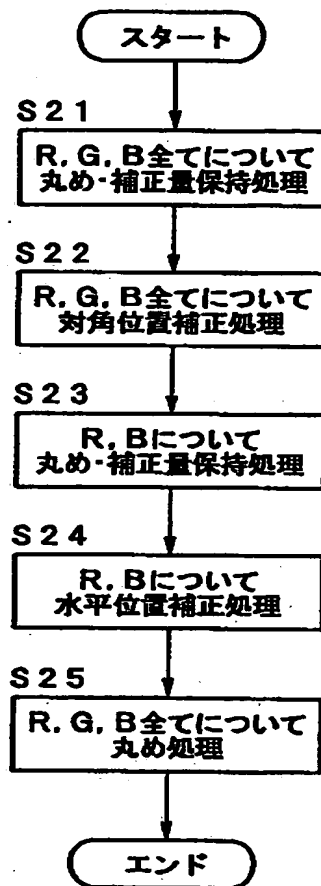 スタート
S21
R, G, B全てについて
丸め・補正量保持処理
S22
R, G, B全てについて
対角位置補正処理
S23
R, Bについて
丸め・補正量保持処理
S24
R, Bについて
水平位置補正処理
S25
R, G, B全てについて
丸め処理
エンド